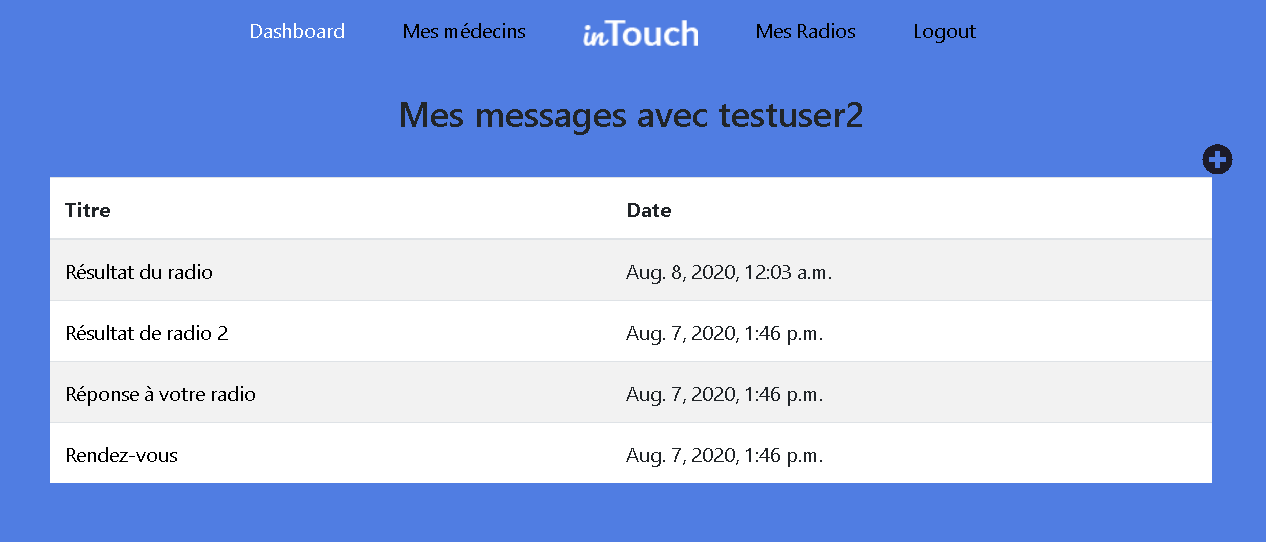 Dashboard Mes médecins inTouch Mes Radios Logout
Mes messages avec testuser2
Titre Date
Résultat du radio Aug. 8, 2020, 12:03 a.m.
Résultat de radio 2 Aug. 7, 2020, 1:46 p.m.
Réponse à votre radio Aug. 7, 2020, 1:46 p.m.
Rendez-vous Aug. 7, 2020, 1:46 p.m.